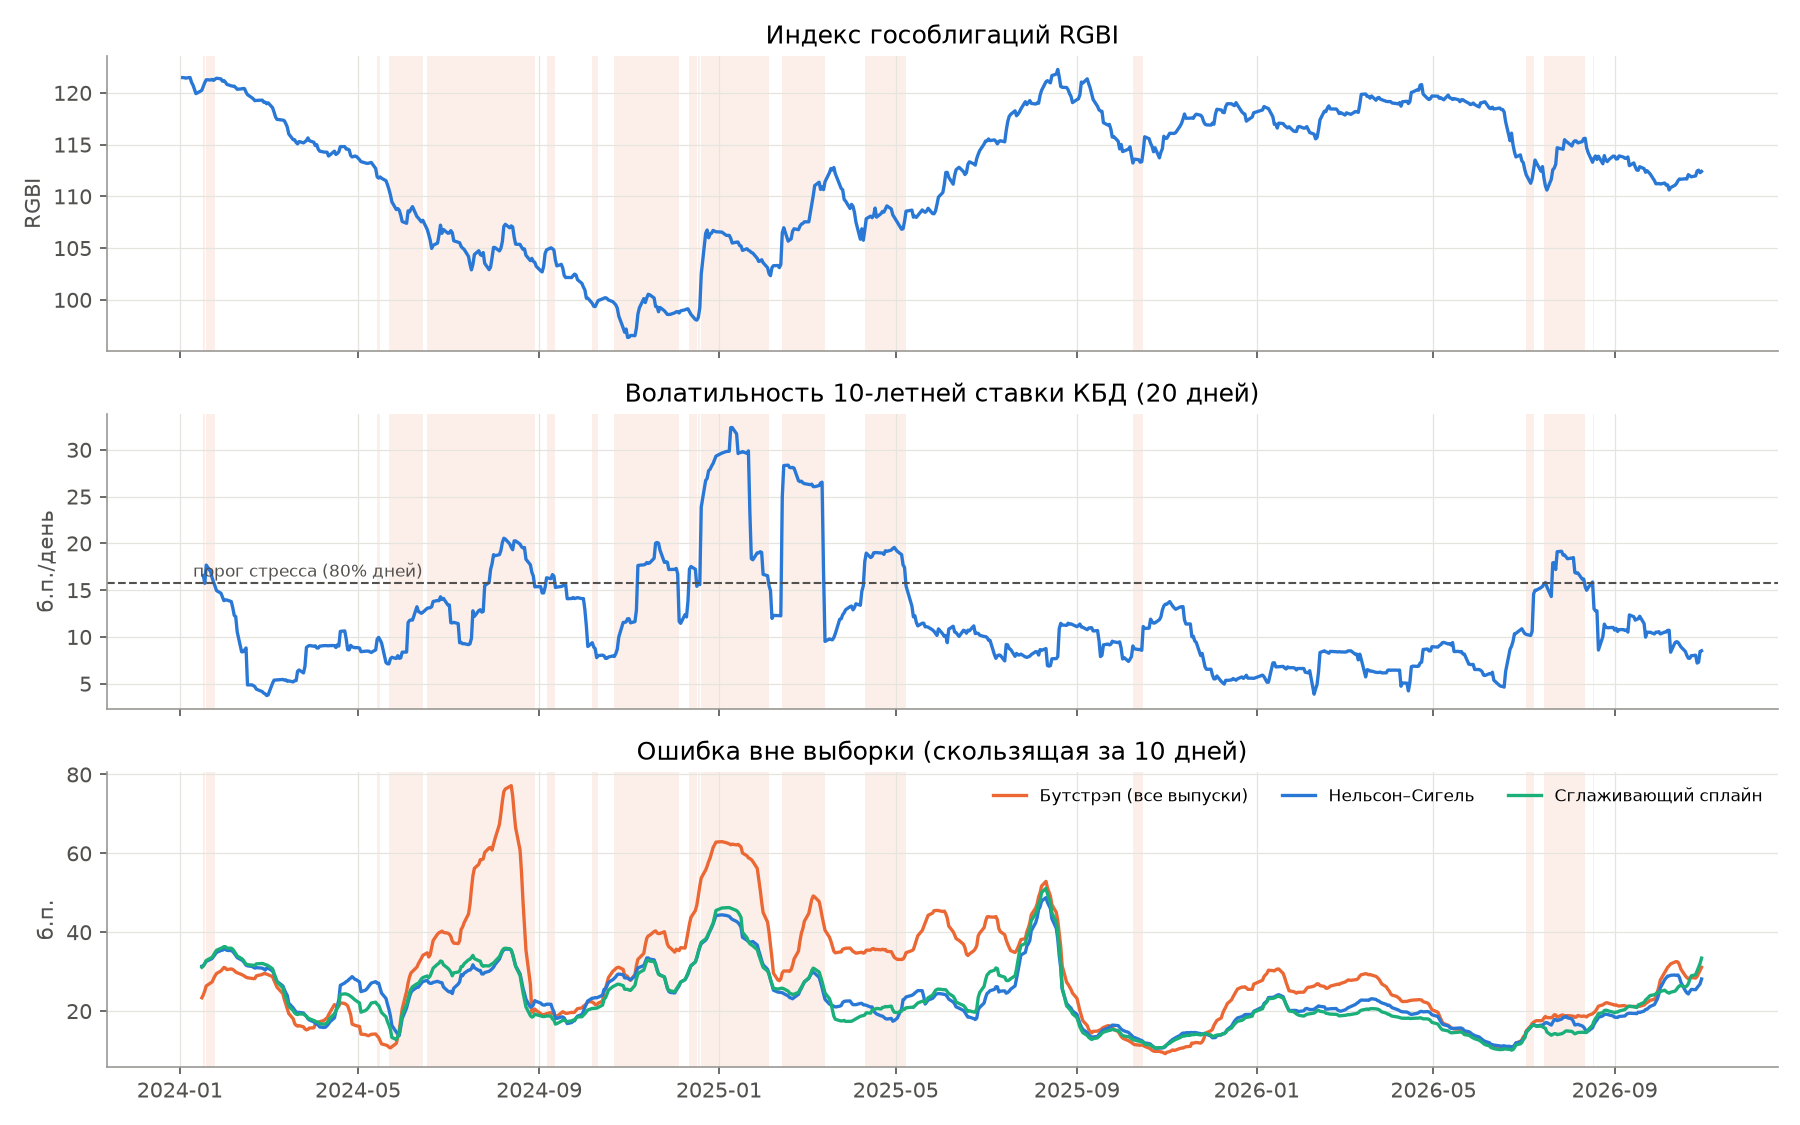 Индекс гособлигаций RGBI
RGBI
120
115
110
105
100
Волатильность 10-летней ставки КБД (20 дней)
б.п./день
30
25
20
15
10
5
порог стресса (80% дней)
Ошибка вне выборки (скользящая за 10 дней)
б.п.
80
60
40
20
Бутстрэп (все выпуски)
Нельсон–Сигель
Сглаживающий сплайн
2024-01
2024-05
2024-09
2025-01
2025-05
2025-09
2026-01
2026-05
2026-09